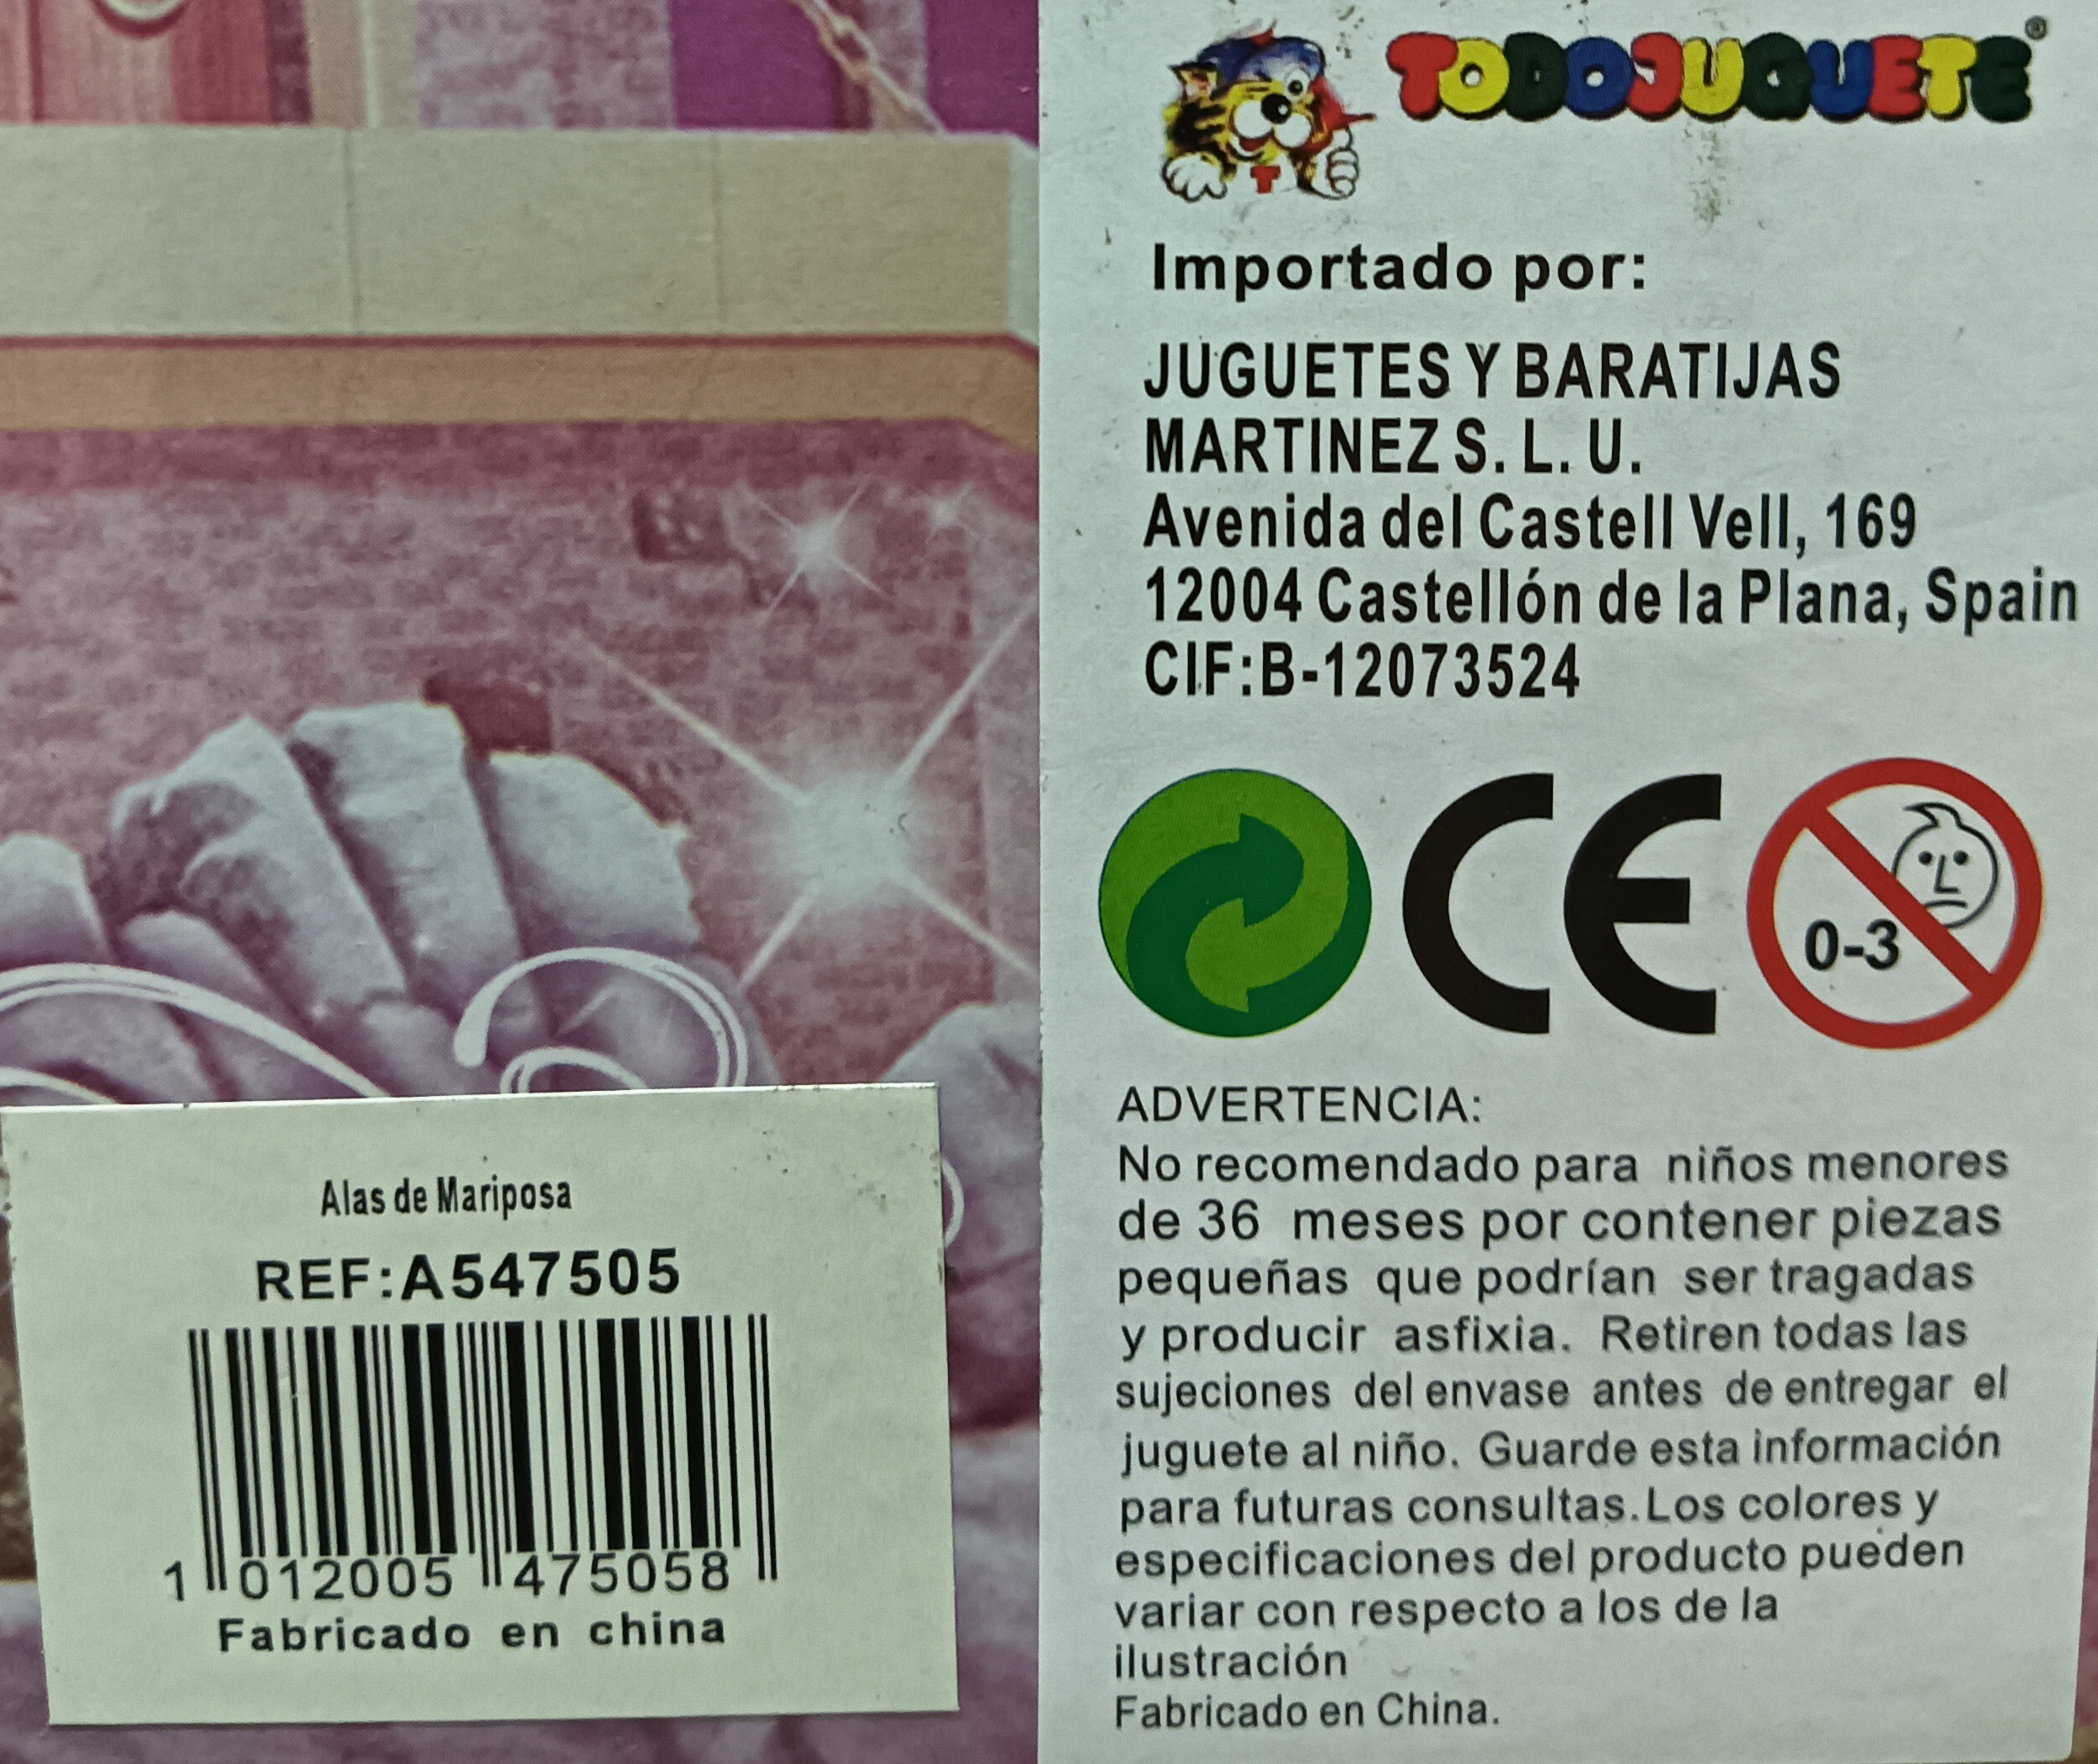 TODOJUGUETE®
T
Importado por:
JUGUETES Y BARATIJAS
MARTINEZ S. L. U.
Avenida del Castell Vell, 169
12004 Castellón de la Plana, Spain
CIF:B-12073524
CE
0-3
ADVERTENCIA:
No recomendado para niños menores
de 36 meses por contener piezas
pequeñas que podrían ser tragadas
y producir asfixia. Retiren todas las
sujeciones del envase antes de entregar el
juguete al niño. Guarde esta información
para futuras consultas.Los colores y
especificaciones del producto pueden
variar con respecto a los de la
ilustración
Fabricado en China.
Alas de Mariposa
REF:A547505
1 012005 475058
Fabricado en china